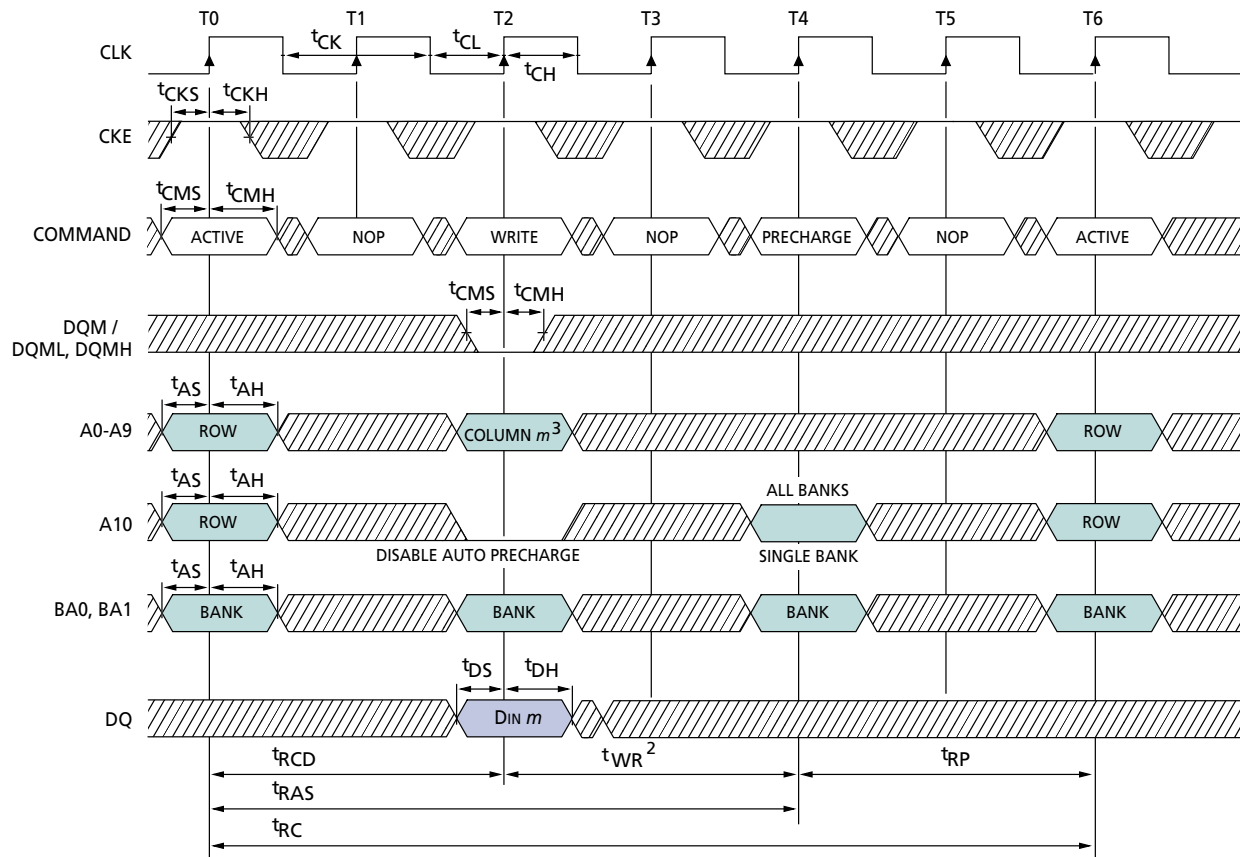 T0 T1 T2 T3 T4 T5 T6
CLK
tCK tCL
tCH
tCKS tCKH
CKE
tCMS tCMH
COMMAND ACTIVE NOP WRITE NOP PRECHARGE NOP ACTIVE
tCMS tCMH
DQM /
DQML, DQMH
tAS tAH
A0-A9 ROW COLUMN m3 ROW
tAS tAH
ALL BANKS
A10 ROW ROW
DISABLE AUTO PRECHARGE SINGLE BANK
tAS tAH
BA0, BA1 BANK BANK BANK BANK
tDS tDH
DQ DIN m
tRCD tWR2 tRP
tRAS
tRC